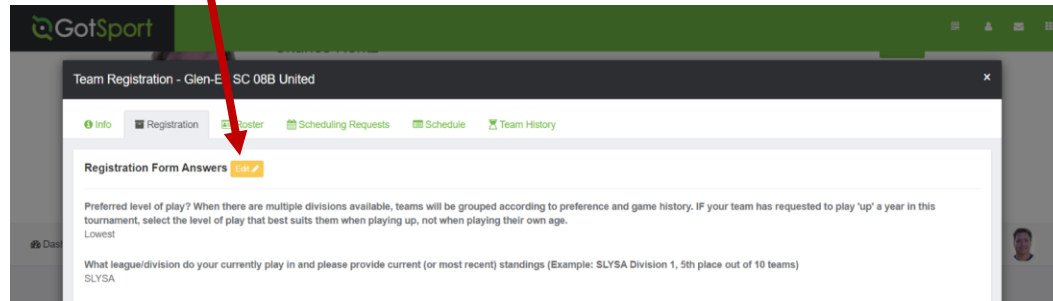 GotSport
Team Registration - Glen-E SC 08B United
×
Info Registration Roster Scheduling Requests Schedule Team History
Registration Form Answers Edit
Preferred level of play? When there are multiple divisions available, teams will be grouped according to preference and game history. IF your team has requested to play 'up' a year in this
tournament, select the level of play that best suits them when playing up, not when playing their own age.
Lowest
Dast
What league/division do your currently play in and please provide current (or most recent) standings (Example: SLYSA Division 1, 5th place out of 10 teams)
SLYSA